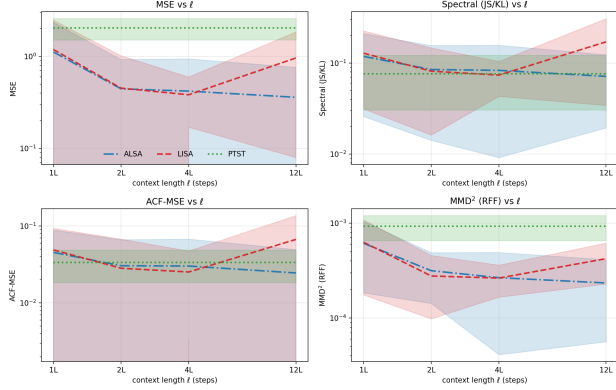 MSE vs ℓ
MSE
10⁰
10⁻¹
ALSA
LISA
PTST
1L
2L
4L
12L
context length ℓ (steps)
Spectral (JS/KL) vs ℓ
Spectral (JS/KL)
10⁻¹
10⁻²
1L
2L
4L
12L
context length ℓ (steps)
ACF-MSE vs ℓ
ACF-MSE
10⁻¹
10⁻²
1L
2L
4L
12L
context length ℓ (steps)
MMD² (RFF) vs ℓ
MMD² (RFF)
10⁻³
10⁻⁴
1L
2L
4L
12L
context length ℓ (steps)